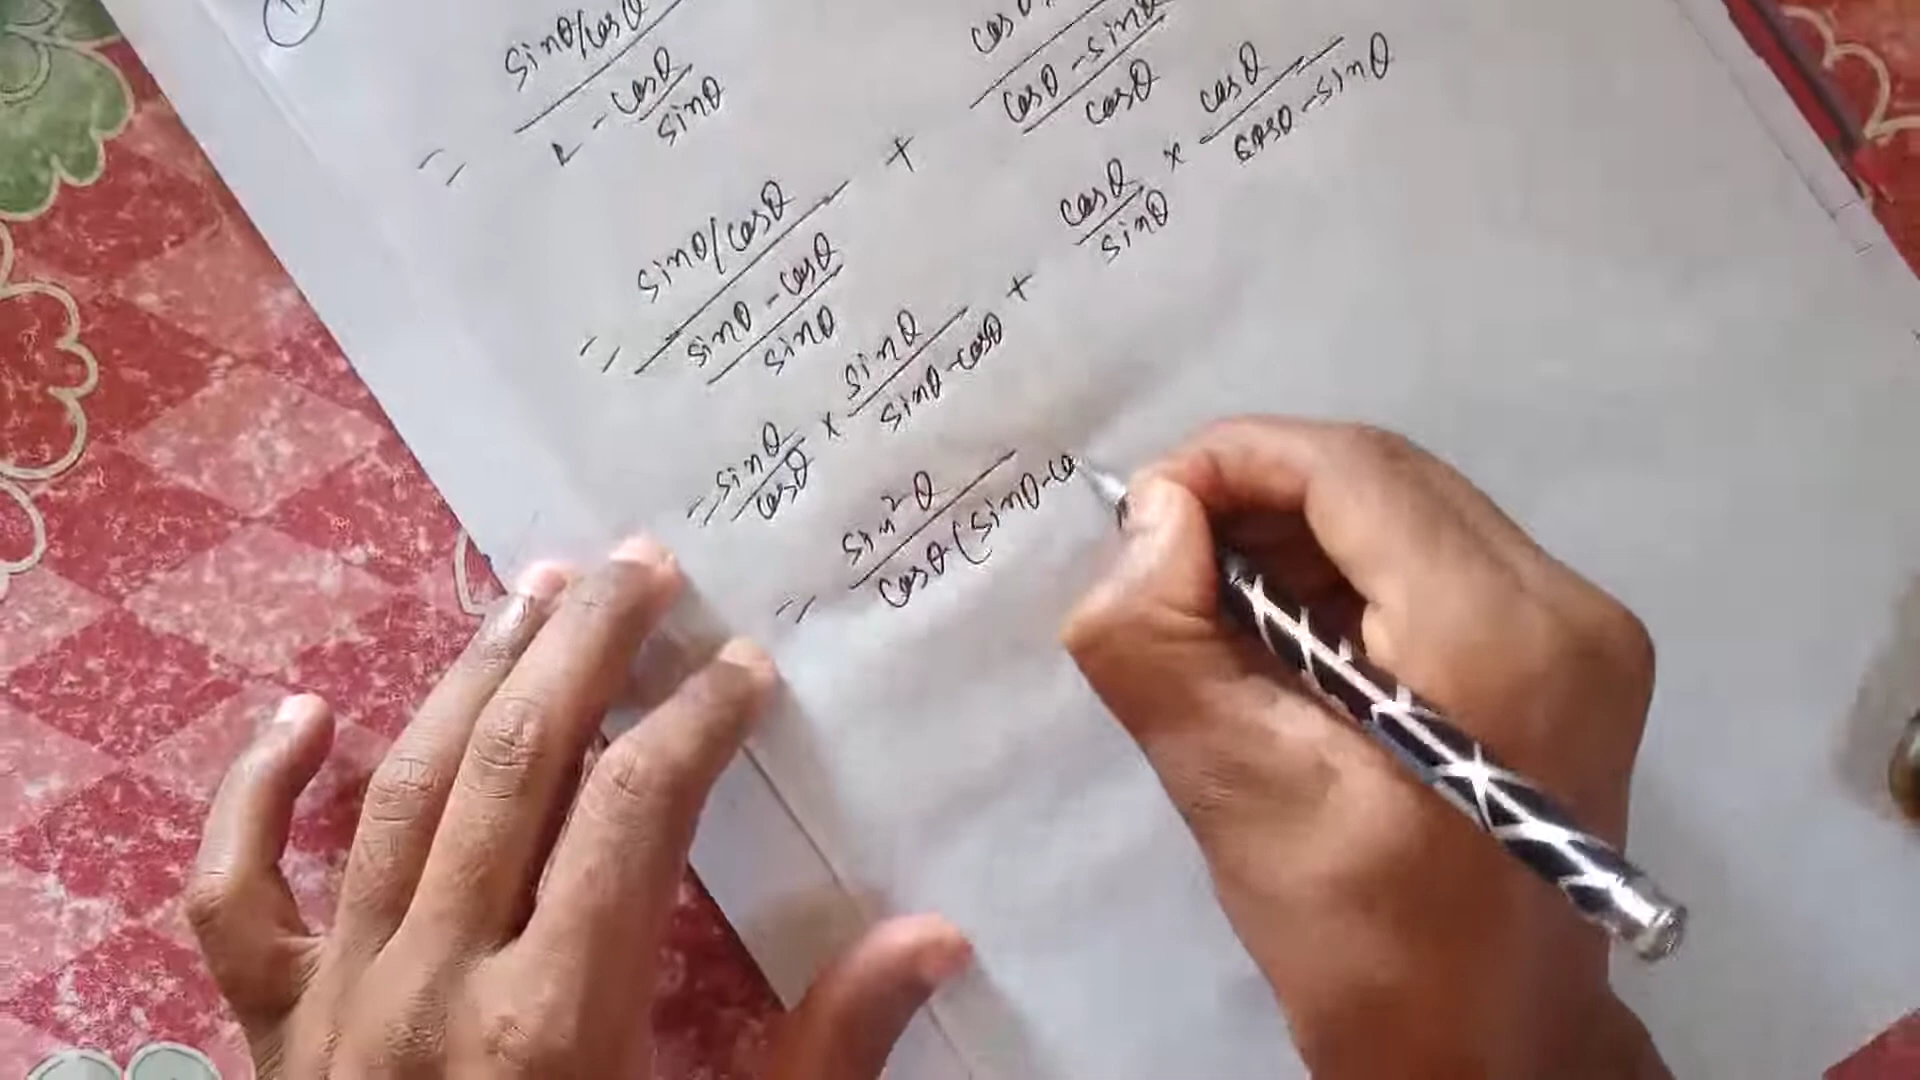 = sinθ/cosθ / 1 - cosθ/sinθ cosθ / cosθ - sinθ/cosθ
= sinθ/cosθ / sinθ - cosθ/sinθ + cosθ/sinθ × cosθ/cosθ - sinθ
= sinθ/cosθ × sinθ/sinθ - cosθ +
= sin²θ/cosθ (sinθ - co